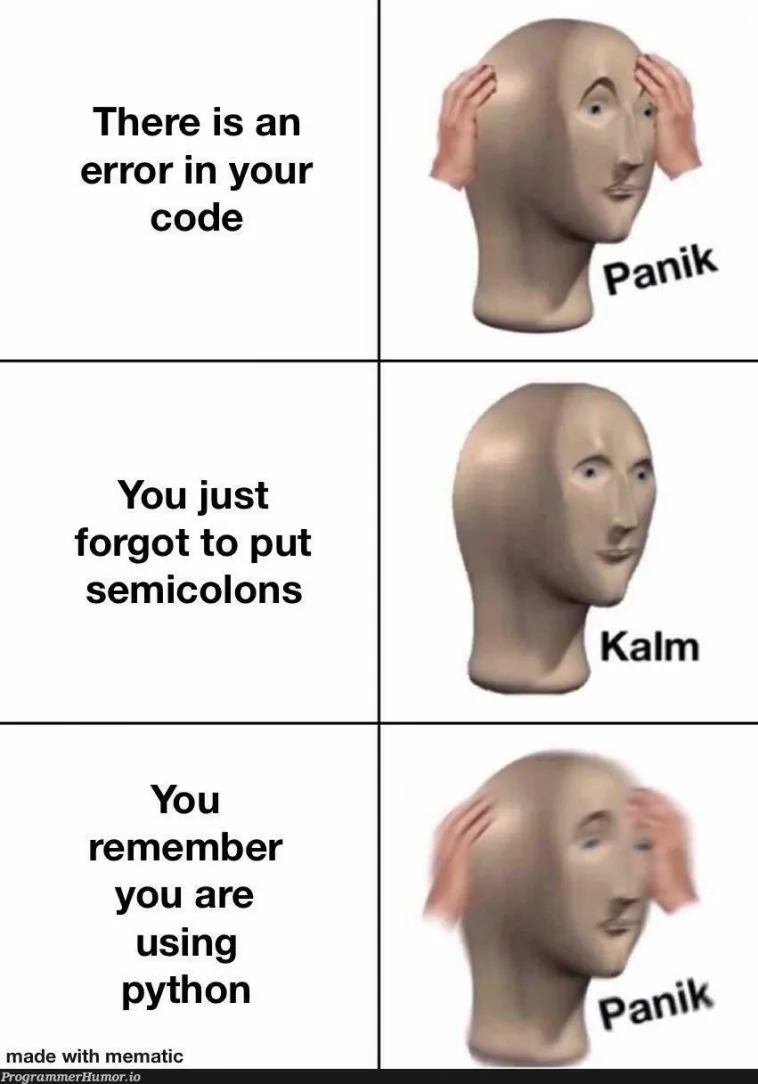 There is an
error in your
code
Panik
You just
forgot to put
semicolons
Kalm
You
remember
you are
using
python
Panik
made with mematic
ProgrammerHumor.io